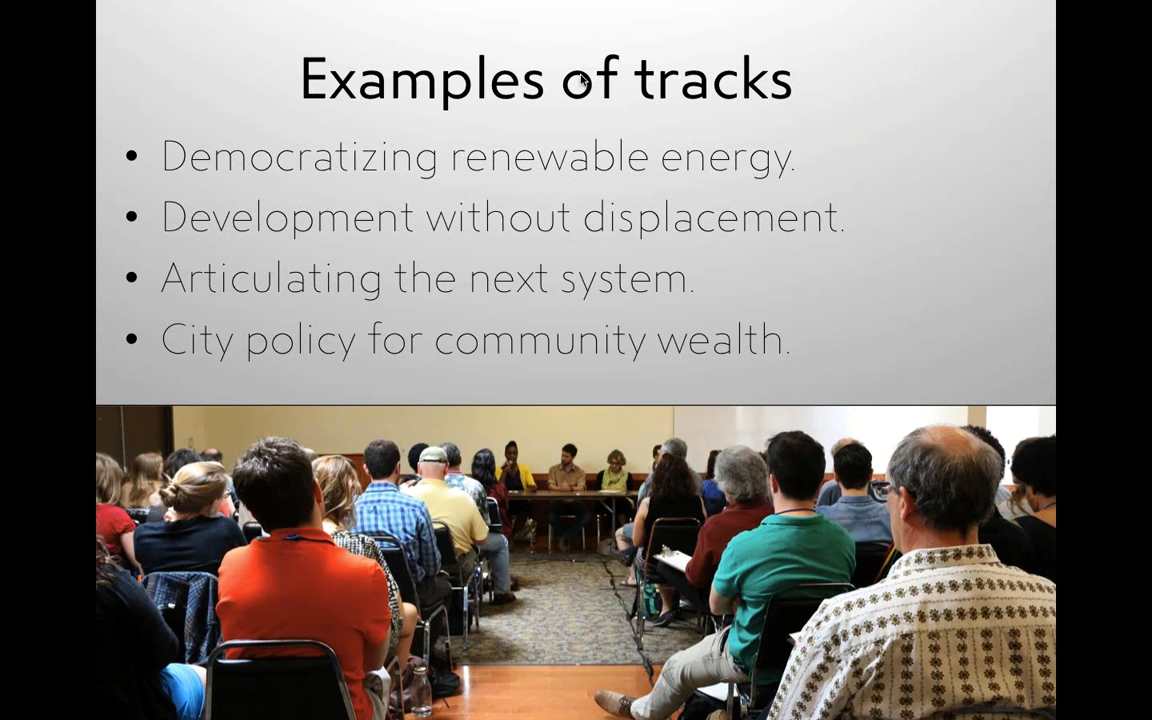 Examples of tracks
• Democratizing renewable energy.
• Development without displacement.
• Articulating the next system.
• City policy for community wealth.